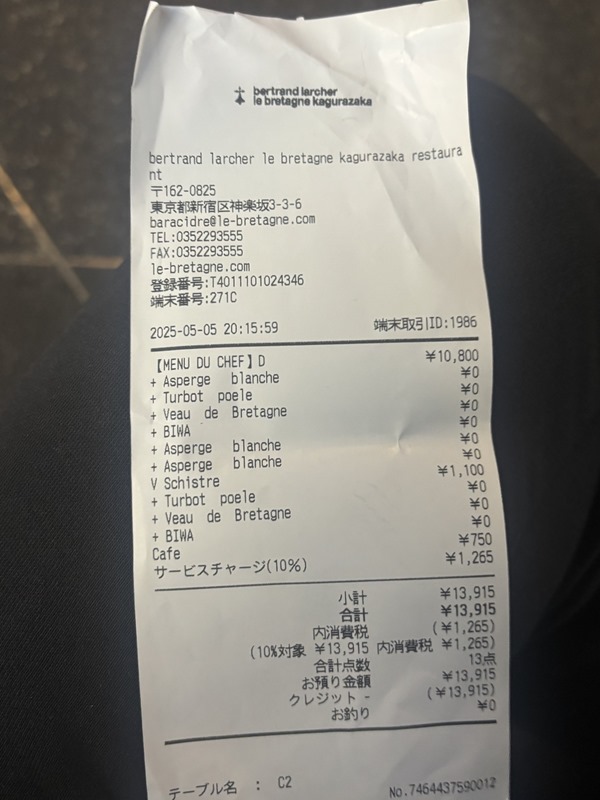 bertrand larcher
le bretagne kagurazaka
bertrand larcher le bretagne kagurazaka restaura
nt
〒162-0825
東京都新宿区神楽坂3-3-6
baracidre@le-bretagne.com
TEL:0352293555
FAX:0352293555
le-bretagne.com
登録番号:T4011101024346
端末番号:271C
2025-05-05 20:15:59 端末取引ID:1986
【MENU DU CHEF】D ¥10,800
+ Asperge blanche ¥0
+ Turbot poele ¥0
+ Veau de Bretagne ¥0
+ BIWA ¥0
+ Asperge blanche ¥0
+ Asperge blanche ¥0
V Schistre ¥1,100
+ Turbot poele ¥0
+ Veau de Bretagne ¥0
+ BIWA ¥0
Cafe ¥750
サービスチャージ(10%) ¥1,265
小計 ¥13,915
合計 ¥13,915
内消費税 (¥1,265)
(10%対象 ¥13,915 内消費税 ¥1,265)
合計点数 13点
お預り金額 ¥13,915
クレジット - (¥13,915)
お釣り ¥0
テーブル名 : C2
No.7464437590012